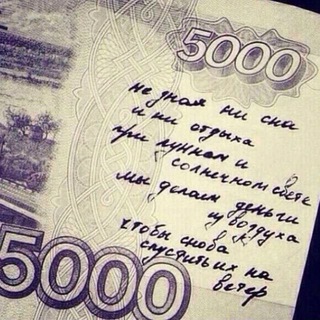 5000
не зная ни сна
и ни отдыха
при лунном и
солнечном свете
мы делаем деньги
из воздуха
чтобы снова
спустить их на
ветер
5000